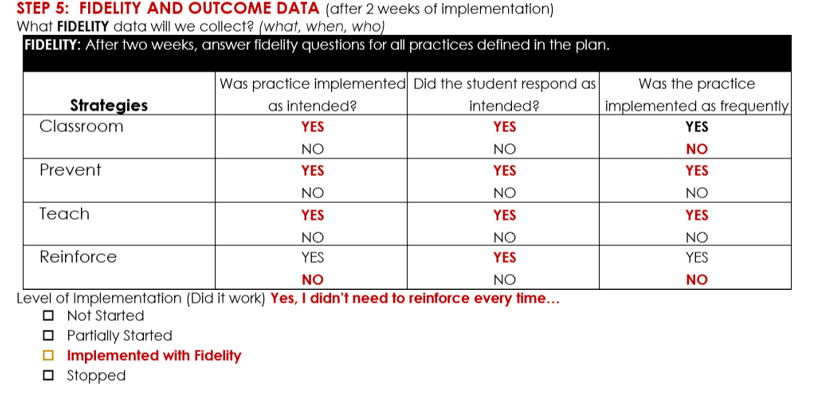 STEP 5: FIDELITY AND OUTCOME DATA (after 2 weeks of implementation)
What FIDELITY data will we collect? (what, when, who)
FIDELITY: After two weeks, answer fidelity questions for all practices defined in the plan.
Strategies
Was practice implemented as intended?
Did the student respond as intended?
Was the practice implemented as frequently
Classroom YES YES YES
NO NO NO
Prevent YES YES YES
NO NO NO
Teach YES YES YES
NO NO NO
Reinforce YES YES YES
NO NO NO
Level of Implementation (Did it work) Yes, I didn't need to reinforce every time…
Not Started
Partially Started
Implemented with Fidelity
Stopped